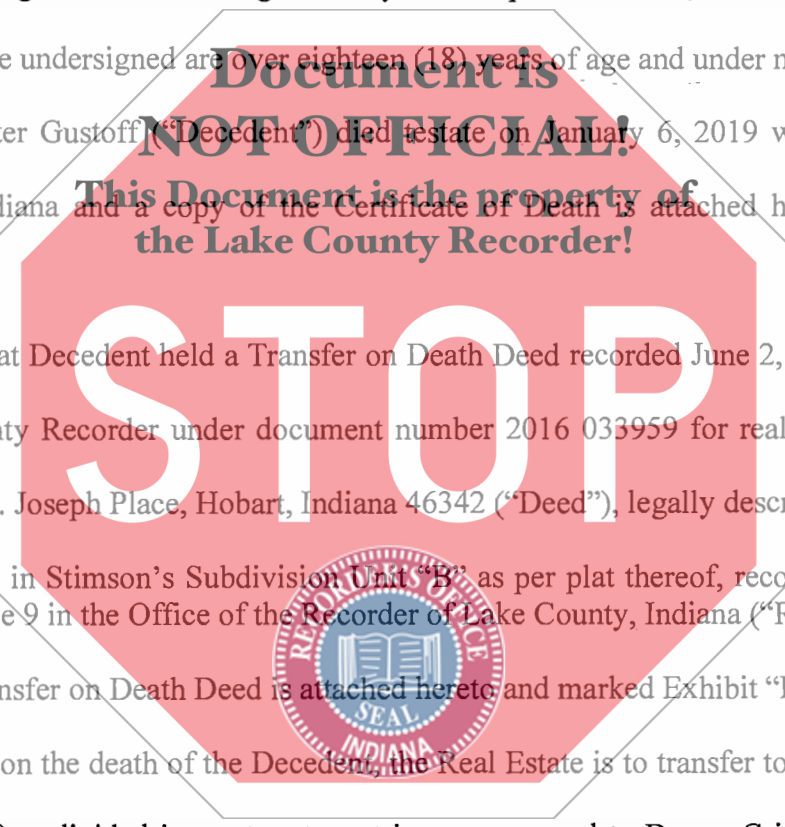 e undersigned are over eighteen (18) years of age and under
Document is
ter Gustoff ("Decedent") died testate on January 6, 2019 w
NOT OFFICIAL!
This Document is the property of
diana and a copy of the Certificate of Death is attached h
the Lake County Recorder!
at Decedent held a Transfer on Death Deed recorded June 2,
nty Recorder under document number 2016 033959 for real
. Joseph Place, Hobart, Indiana 46342 ("Deed"), legally descr
STOP
in Stimson's Subdivision Unit "B" as per plat thereof, reco
e 9 in the Office of the Recorder of Lake County, Indiana ("R
nsfer on Death Deed is attached hereto and marked Exhibit "
on the death of the Decedent, the Real Estate is to transfer to
RECORDER'S OFFICE
SEAL
INDIANA